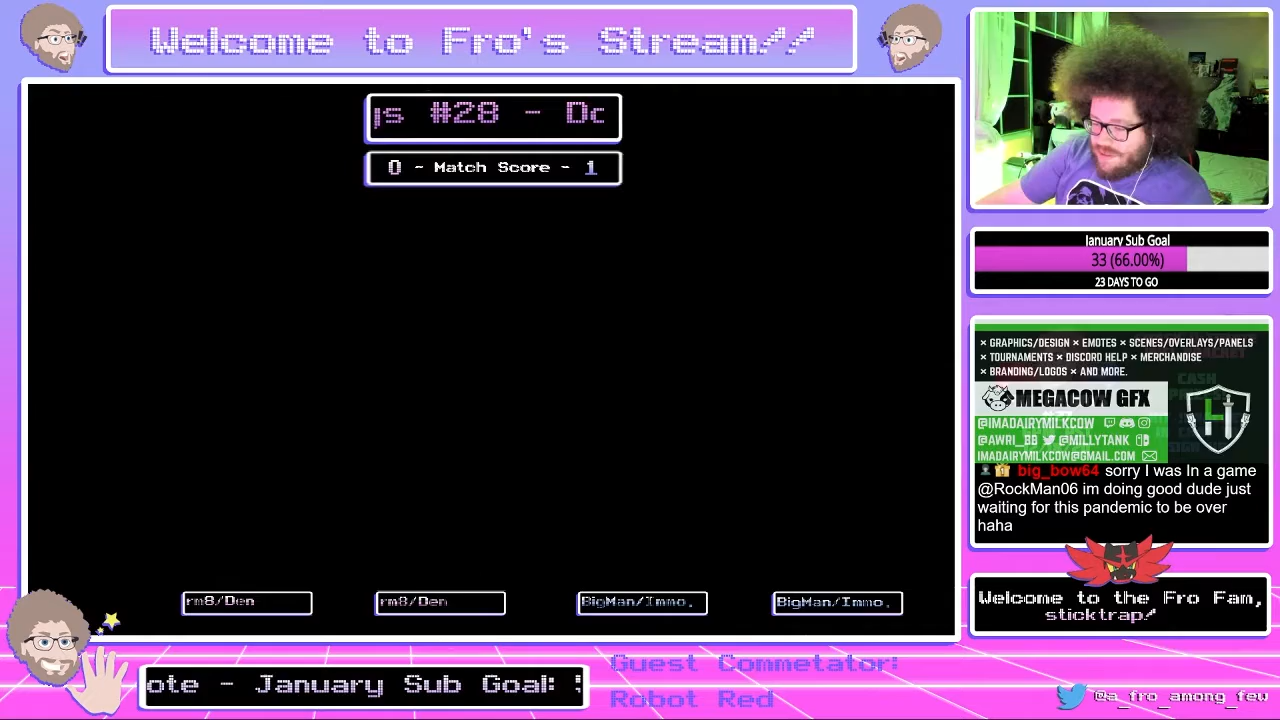 Welcome to Fro's Stream//
#28 - Do
0 - Match Score - 1
January Sub Goal
33 (66.00%)
23 DAYS TO GO
× GRAPHICS/DESIGN × EMOTES × SCENES/OVERLAYS/PANELS
× TOURNAMENTS × DISCORD HELP × MERCHANDISE
× BRANDING/LOGOS × AND MORE.
MEGACOW GFX
@IMADAIRYMILKCOW
@AWRI_BB @MILLYTANK
IMADAIRYMILKCOW@GMAIL.COM
big_bow64 sorry I was In a game
@RockMan06 im doing good dude just
waiting for this pandemic to be over
haha
Welcome to the Fro Fam,
sticktrap/
rm8/Den
rm8/Den
BigMan/Immo.
BigMan/Immo.
ote - January Sub Goal:
Guest Commetator:
Robot Red
@a_fro_among_few